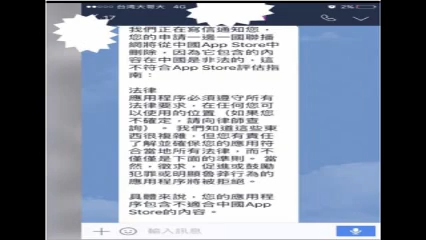 台灣大哥大 4G 2%
17
我們正在寫信通知您，
您的申請一邊一國聯播
網將從中國App Store中
刪除，因為它包含的內
容在中國是非法的，這
不符合App Store評估指
南：
法律
應用程序必須遵守所有
法律要求，在任何您可
以使用的位置（如果您
不確定，請向律師查
詢）。我們知道這些東
西很複雜，但您有責任
了解並確保您的應用符
合當地所有法律，而不
僅僅是下面的準則。當
然，徵求，促進或鼓勵
犯罪或明顯魯莽行為的
應用程序將被拒絕。
具體來說，您的應用程
序包含不適合中國App
Store的內容。
輸入訊息